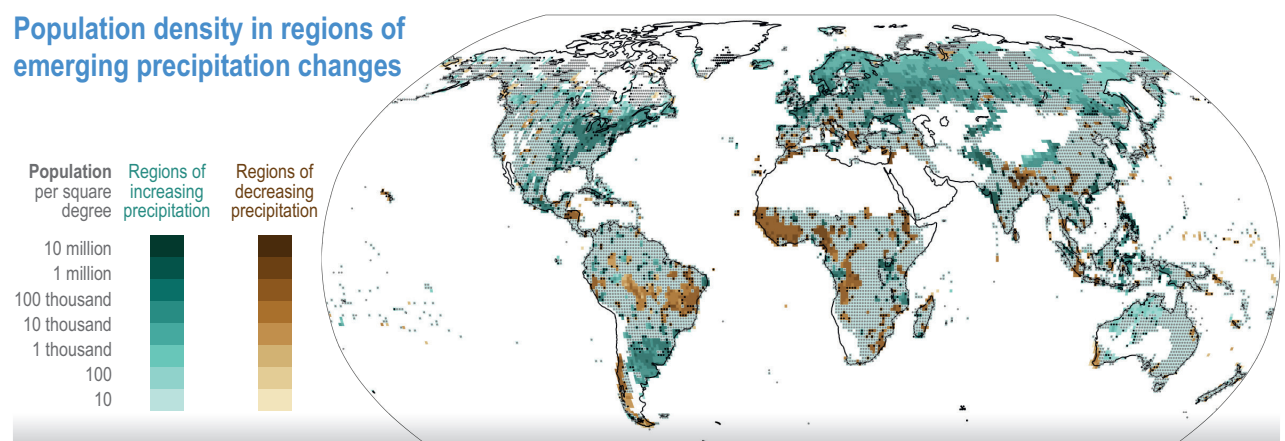 Population density in regions of
emerging precipitation changes
Population
per square
degree
Regions of
increasing
precipitation
Regions of
decreasing
precipitation
10 million
1 million
100 thousand
10 thousand
1 thousand
100
10